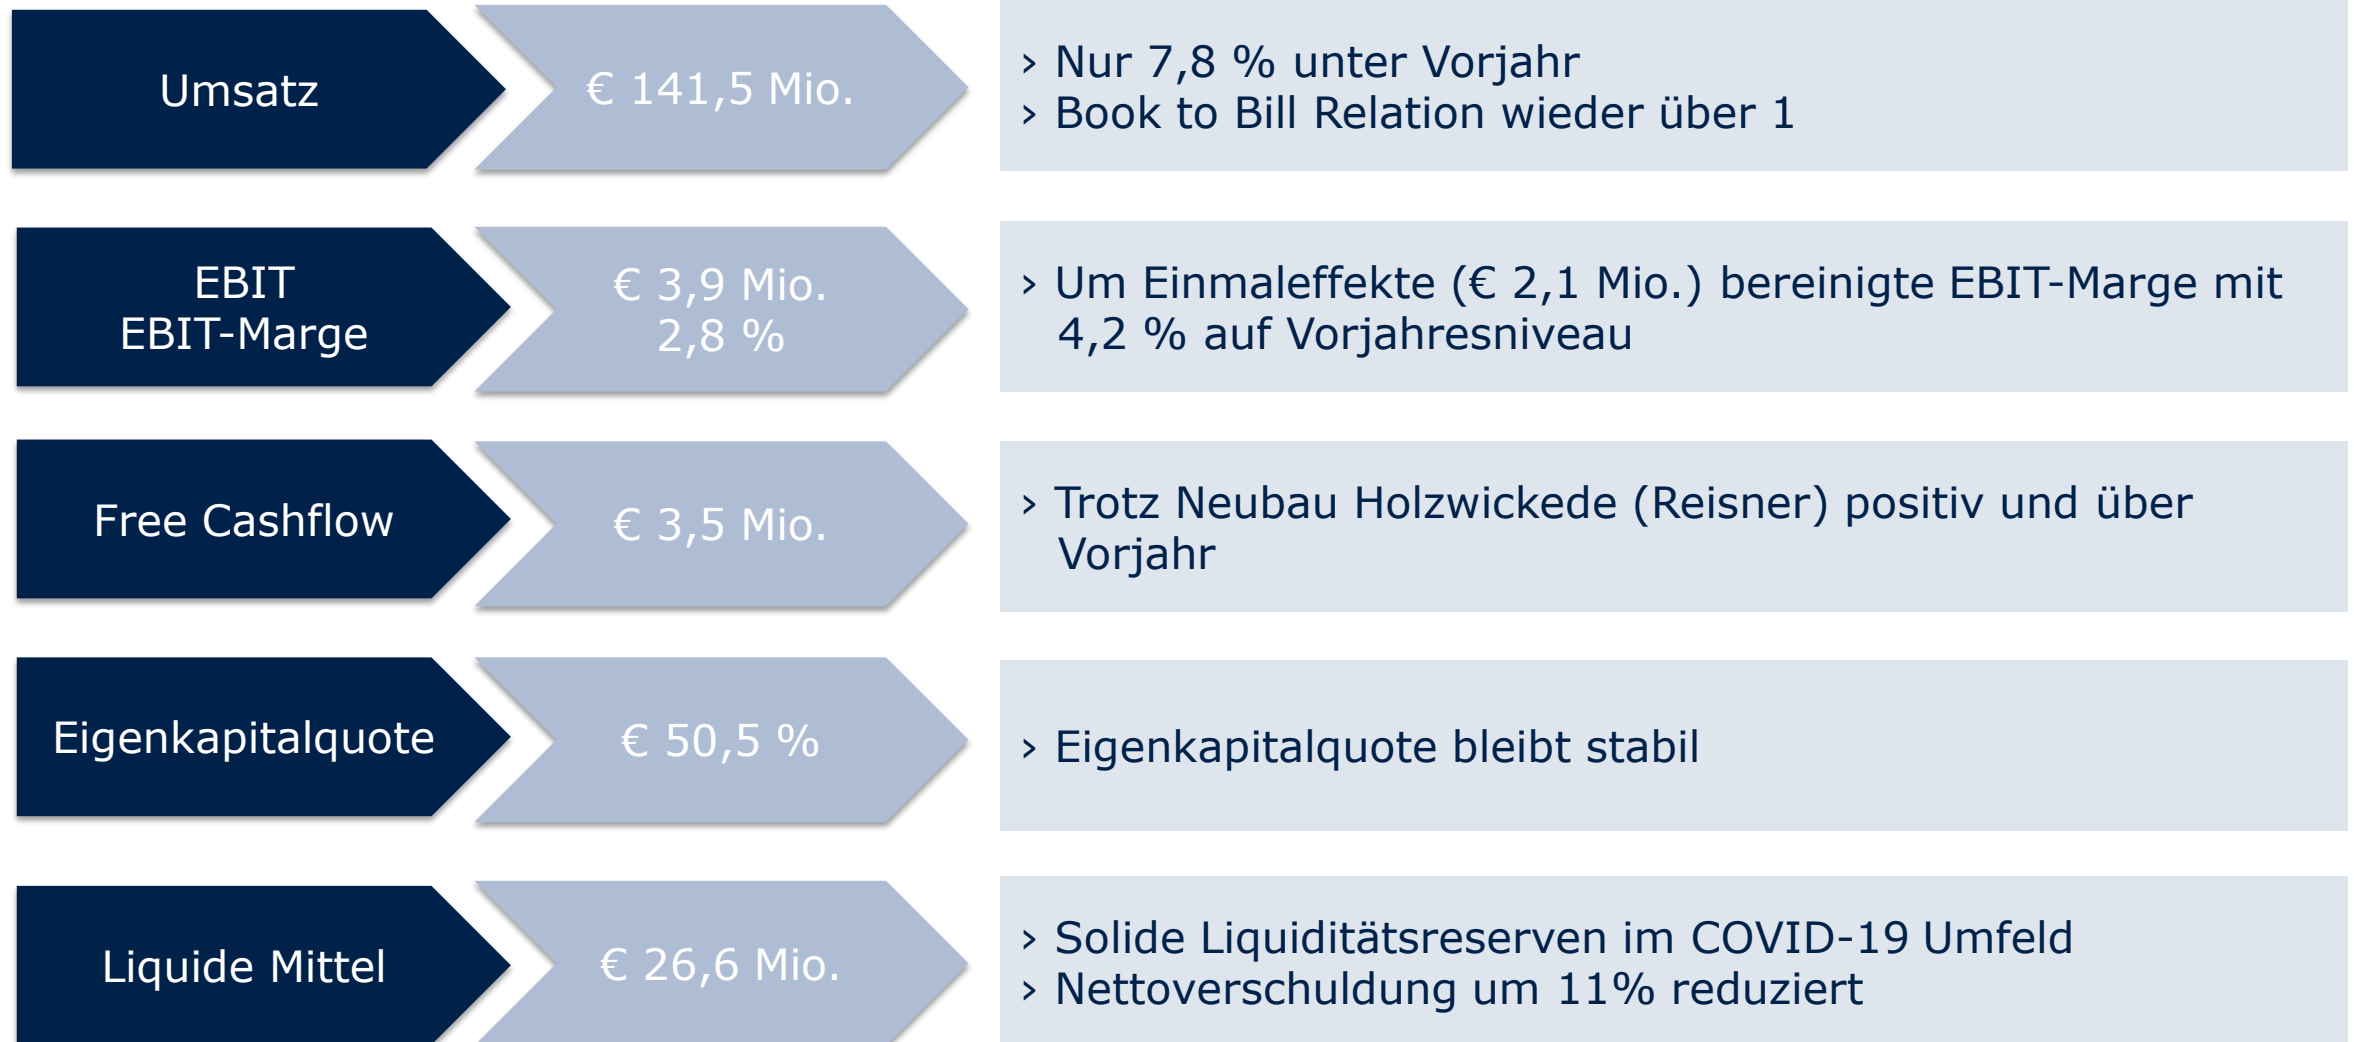 Umsatz
€ 141,5 Mio.
› Nur 7,8 % unter Vorjahr
› Book to Bill Relation wieder über 1
EBIT
EBIT-Marge
€ 3,9 Mio.
2,8 %
› Um Einmaleffekte (€ 2,1 Mio.) bereinigte EBIT-Marge mit
4,2 % auf Vorjahresniveau
Free Cashflow
€ 3,5 Mio.
› Trotz Neubau Holzwickede (Reisner) positiv und über
Vorjahr
Eigenkapitalquote
€ 50,5 %
› Eigenkapitalquote bleibt stabil
Liquide Mittel
€ 26,6 Mio.
› Solide Liquiditätsreserven im COVID-19 Umfeld
› Nettoverschuldung um 11% reduziert